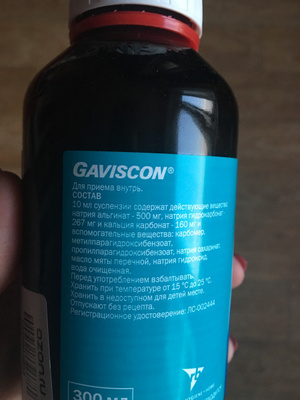 GAVISCON®
Для приема внутрь.
СОСТАВ
10 мл суспензии содержат действующие вещества
натрия альгинат - 500 мг, натрия гидрокарбонат
267 мг и кальция карбонат - 160 мг и
вспомогательные вещества: карбомер,
метилпарагидроксибензоат,
пропилпарагидроксибензоат, натрия сахаринат,
масло мяты перечной, натрия гидроксид,
вода очищенная.
Перед употреблением взбалтывать.
Хранить при температуре от 15 °C до 25 °C.
Хранить в недоступном для детей месте.
Отпускают без рецепта.
Регистрационное удостоверение: ЛС-002444
300 мл